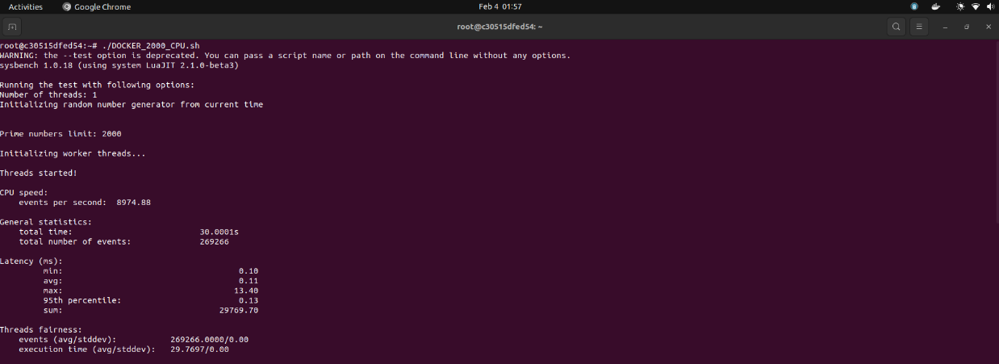 Activities Google Chrome Feb 4 01:57
root@c30515dfed54: ~
root@c30515dfed54:~# ./DOCKER_2000_CPU.sh
WARNING: the --test option is deprecated. You can pass a script name or path on the command line without any options.
sysbench 1.0.18 (using system LuaJIT 2.1.0-beta3)
Running the test with following options:
Number of threads: 1
Initializing random number generator from current time
Prime numbers limit: 2000
Initializing worker threads...
Threads started!
CPU speed:
events per second: 8974.88
General statistics:
total time: 30.0001s
total number of events: 269266
Latency (ms):
min: 0.10
avg: 0.11
max: 13.40
95th percentile: 0.13
sum: 29769.70
Threads fairness:
events (avg/stddev): 269266.0000/0.00
execution time (avg/stddev): 29.7697/0.00